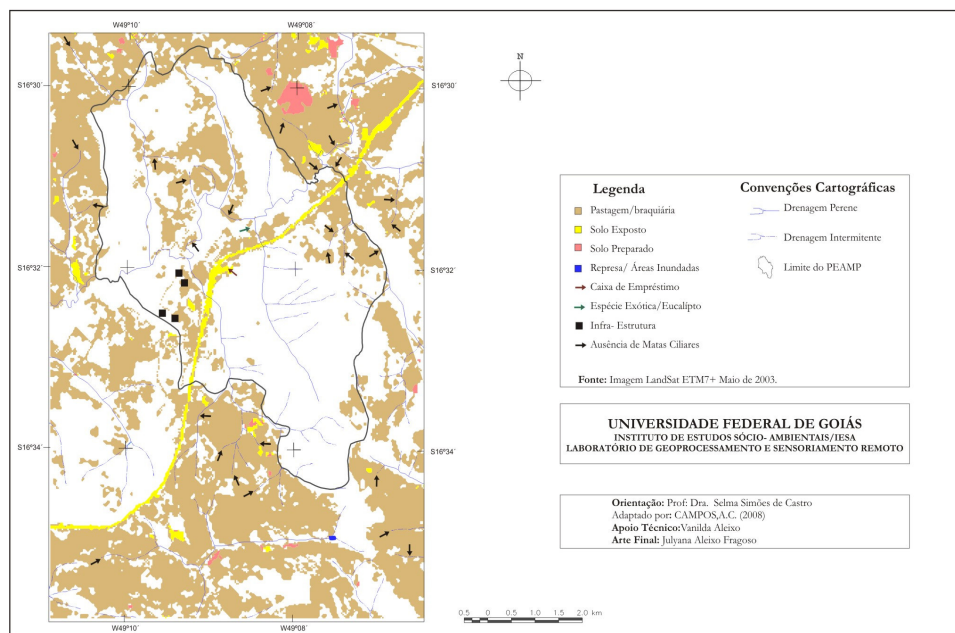 W49°10´
W49°08´
N
S16°30´
S16°30´
S16°32´
S16°32´
S16°34´
S16°34´
W49°10´
W49°08´
Legenda
Pastagem/braquiária
Solo Exposto
Solo Preparado
Represa/ Áreas Inundadas
Caixa de Empréstimo
Espécie Exótica/Eucalípto
Infra- Estrutura
Ausência de Matas Ciliares
Convenções Cartográficas
Drenagem Perene
Drenagem Intermitente
Limite do PEAMP
Fonte: Imagem LandSat ETM7+ Maio de 2003.
UNIVERSIDADE FEDERAL DE GOIÁS
INSTITUTO DE ESTUDOS SÓCIO- AMBIENTAIS/IESA
LABORATÓRIO DE GEOPROCESSAMENTO E SENSORIAMENTO REMOTO
Orientação: Prof: Dra. Selma Simões de Castro
Adaptado por: CAMPOS,A.C. (2008)
Apoio Técnico:Vanilda Aleixo
Arte Final: Julyana Aleixo Fragoso
0.5 0 0.5 1.0 1.5 2.0 km